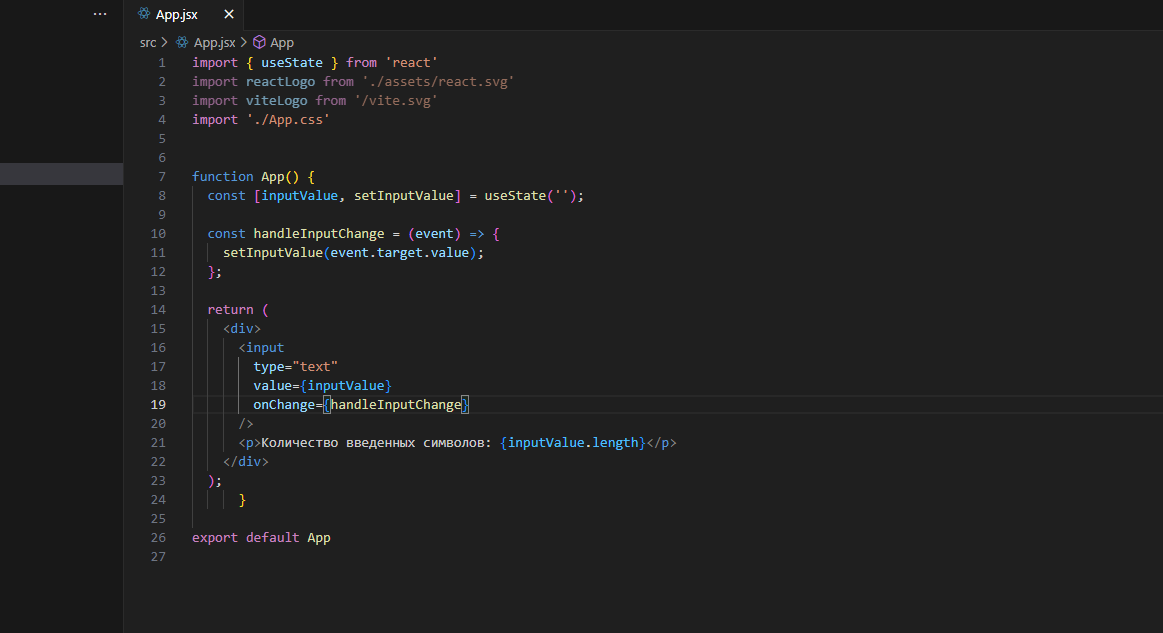 ... App.jsx ×
src > App.jsx > App
1 import { useState } from 'react'
2 import reactLogo from './assets/react.svg'
3 import viteLogo from '/vite.svg'
4 import './App.css'
5
6
7 function App() {
8   const [inputValue, setInputValue] = useState('');
9
10   const handleInputChange = (event) => {
11     setInputValue(event.target.value);
12   };
13
14   return (
15     <div>
16       <input
17         type="text"
18         value={inputValue}
19         onChange={handleInputChange}
20       />
21       <p>Количество введенных символов: {inputValue.length}</p>
22     </div>
23   );
24       }
25
26 export default App
27